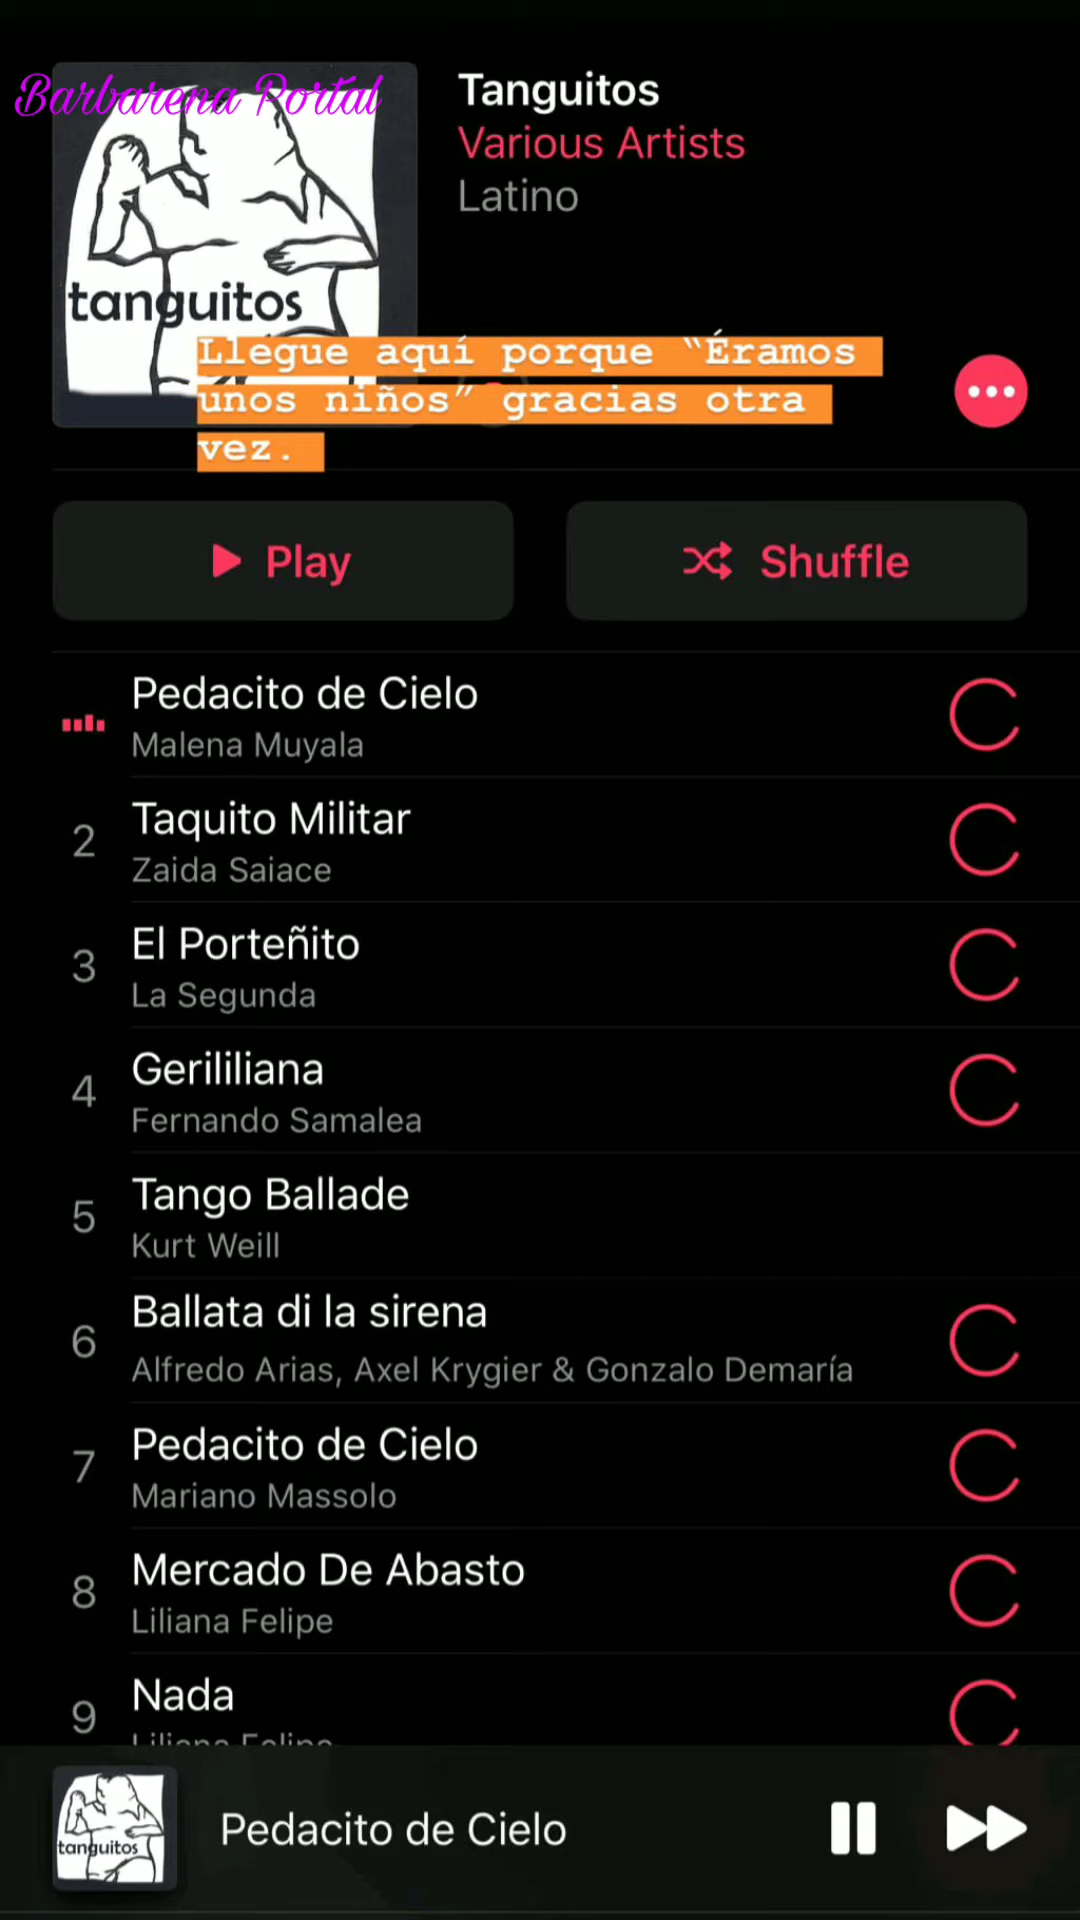 Barbarena Portal
Tanguitos
Various Artists
Latino
tanguitos
Llegue aquí porque “Éramos
unos niños” gracias otra
vez.
Play
Shuffle
Pedacito de Cielo
Malena Muyala
2
Taquito Militar
Zaida Saiace
3
El Porteñito
La Segunda
4
Gerililiana
Fernando Samalea
5
Tango Ballade
Kurt Weill
6
Ballata di la sirena
Alfredo Arias, Axel Krygier & Gonzalo Demaría
7
Pedacito de Cielo
Mariano Massolo
8
Mercado De Abasto
Liliana Felipe
9
Nada
Liliana Felipe
tanguitos
Pedacito de Cielo